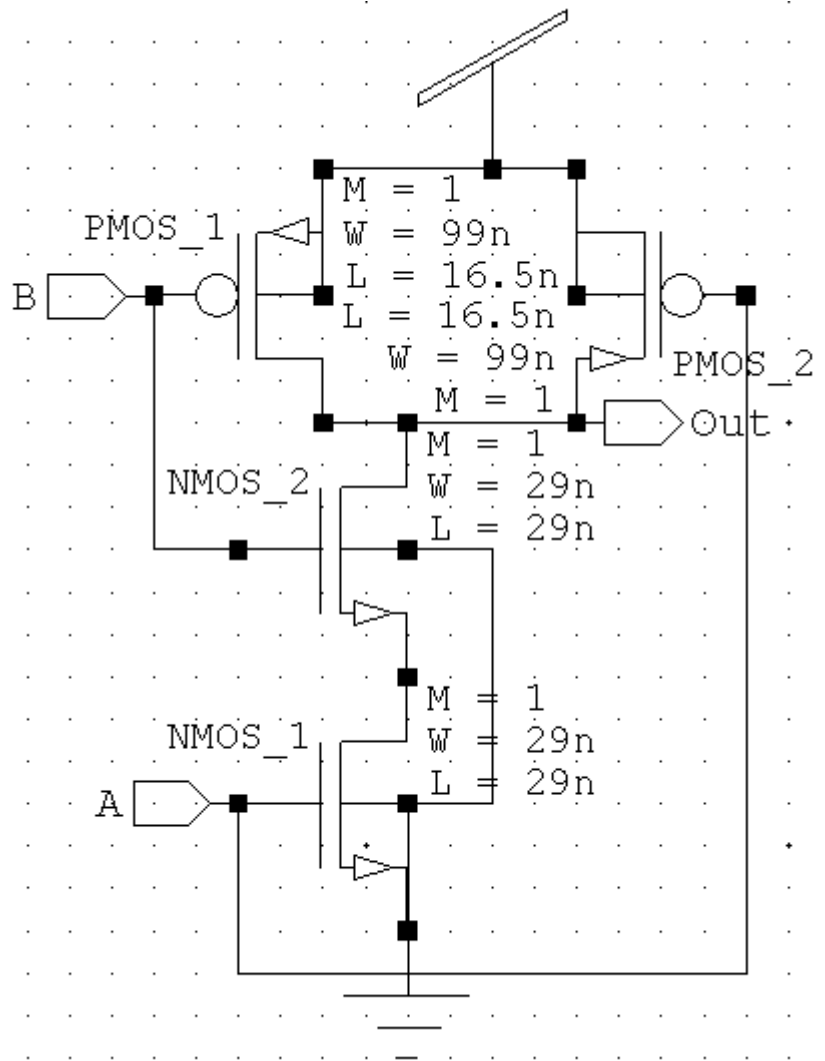 M = 1
PMOS_1
W = 99n
B
L = 16.5n
L = 16.5n
W = 99n
PMOS_2
M = 1
Out
M = 1
NMOS_2
W = 29n
L = 29n
M = 1
NMOS_1
W = 29n
L = 29n
A